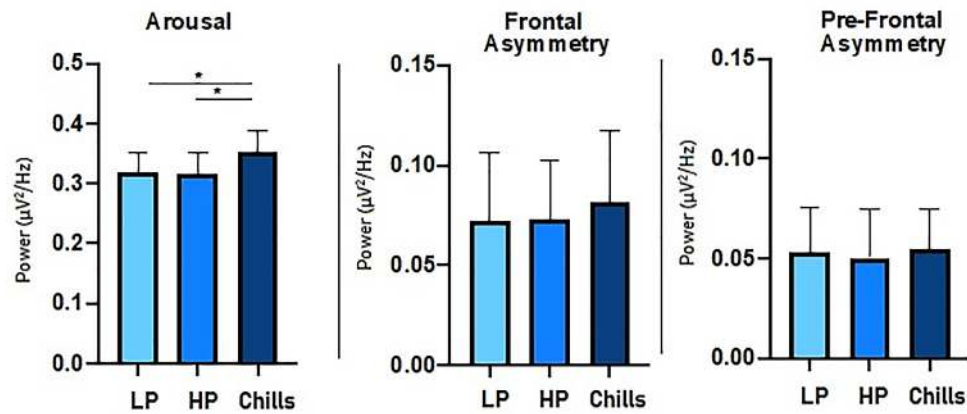 Arousal
Power (µV²/Hz)
0.5
0.4
0.3
0.2
0.1
0.0
*
*
LP HP Chills
Frontal
Asymmetry
Power (µV²/Hz)
0.15
0.10
0.05
0.00
LP HP Chills
Pre-Frontal
Asymmetry
Power (µV²/Hz)
0.15
0.10
0.05
0.00
LP HP Chills